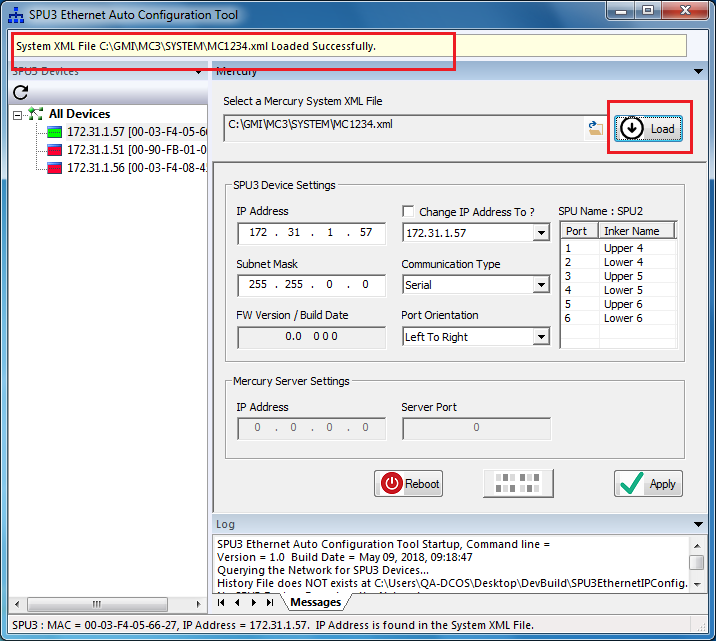 SPU3 Ethernet Auto Configuration Tool
System XML File C:\GMI\MC3\SYSTEM\MC1234.xml Loaded Successfully.
SPU3 Devices
Mercury
All Devices
172.31.1.57 [00-03-F4-05-66
172.31.1.51 [00-90-FB-01-0
172.31.1.56 [00-03-F4-08-4
Select a Mercury System XML File
C:\GMI\MC3\SYSTEM\MC1234.xml
Load
SPU3 Device Settings
IP Address
172 . 31 . 1 . 57
Change IP Address To ?
172.31.1.57
Subnet Mask
255 . 255 . 0 . 0
Communication Type
Serial
FW Version / Build Date
0.0 0 0 0
Port Orientation
Left To Right
SPU Name : SPU2
Port Inker Name
1 Upper 4
2 Lower 4
3 Upper 5
4 Lower 5
5 Upper 6
6 Lower 6
Mercury Server Settings
IP Address
0 . 0 . 0 . 0
Server Port
0
Reboot
Apply
Log
SPU3 Ethernet Auto Configuration Tool Startup, Command line =
Version = 1.0 Build Date = May 09, 2018, 09:18:47
Querying the Network for SPU3 Devices...
History File does NOT exists at C:\Users\QA-DCOS\Desktop\DevBuild\SPU3EthernetIPConfig.
Messages
SPU3 : MAC = 00-03-F4-05-66-27, IP Address = 172.31.1.57. IP Address is found in the System XML File.